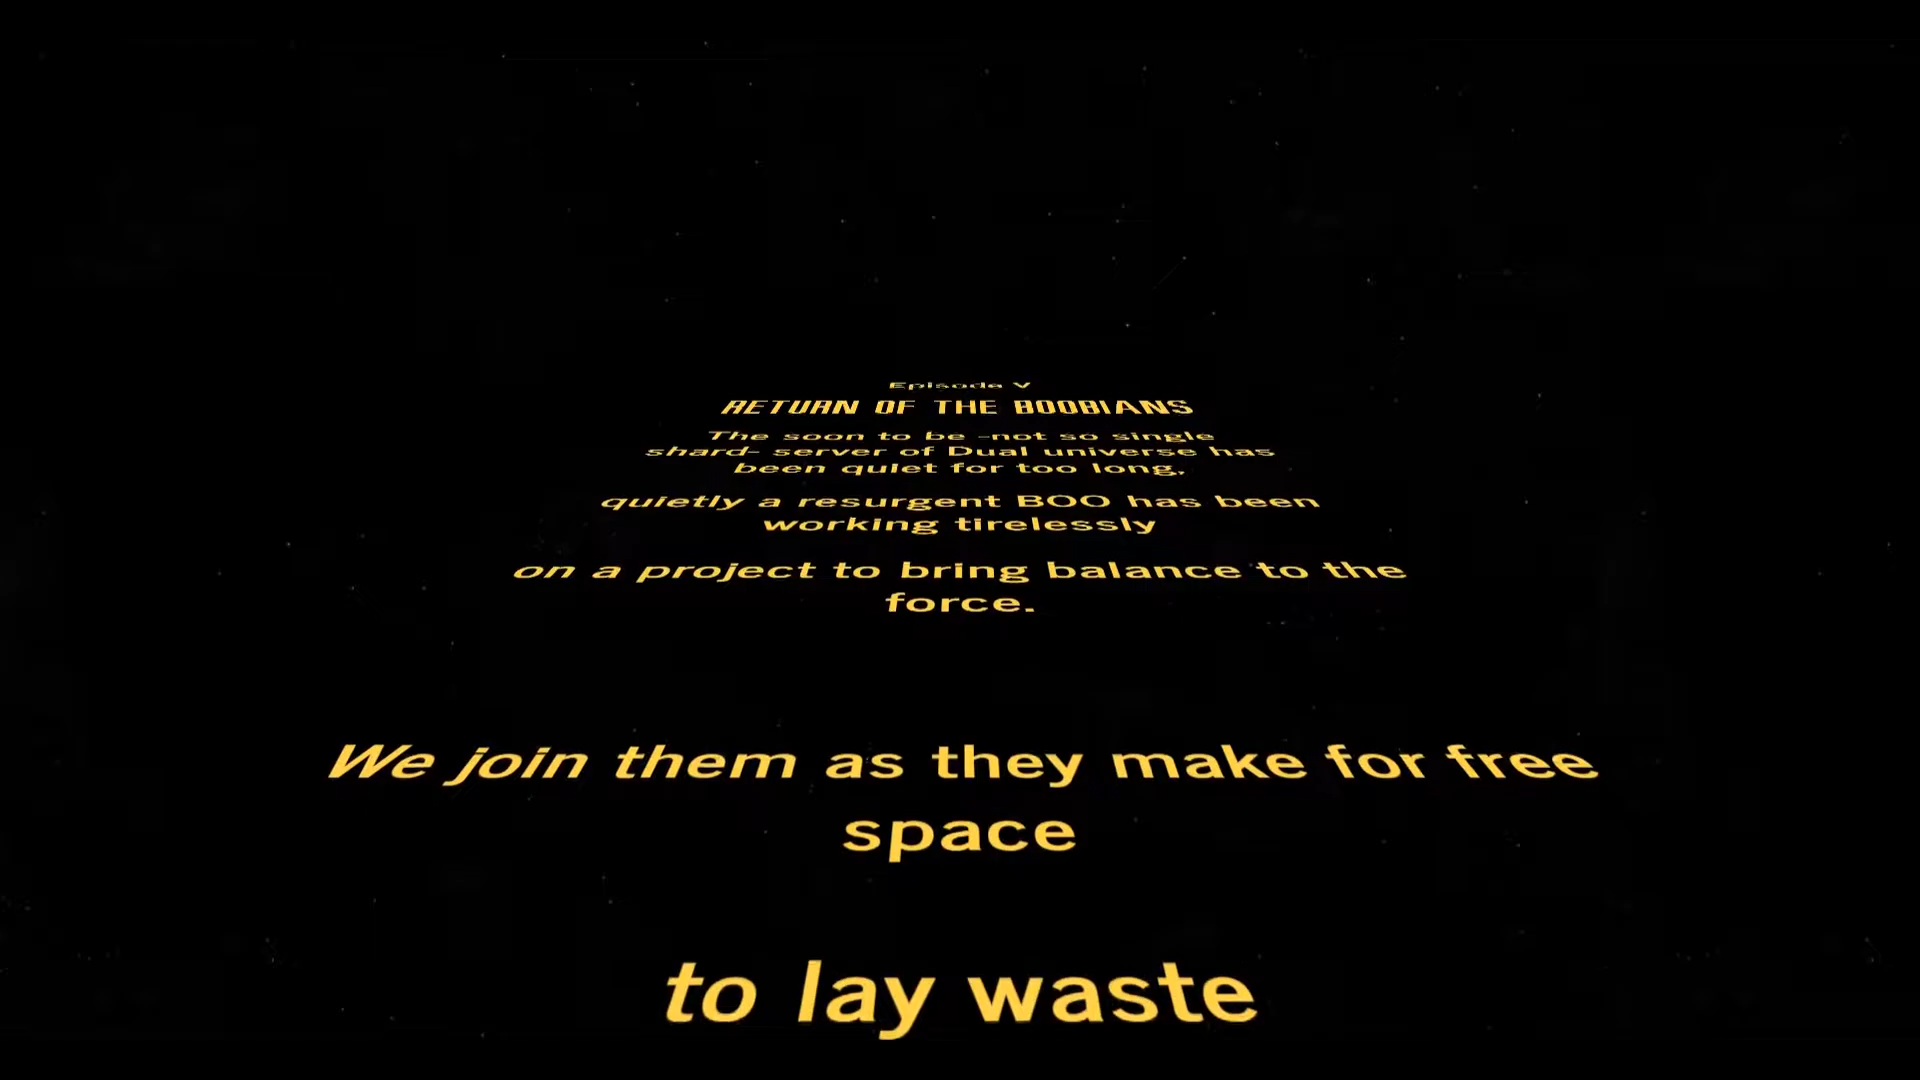 Episode V
RETURN OF THE BOOBIANS
The soon to be -not so single
shard- server of Dual universe has
been quiet for too long,
quietly a resurgent BOO has been
working tirelessly
on a project to bring balance to the
force.
We join them as they make for free
space
to lay waste